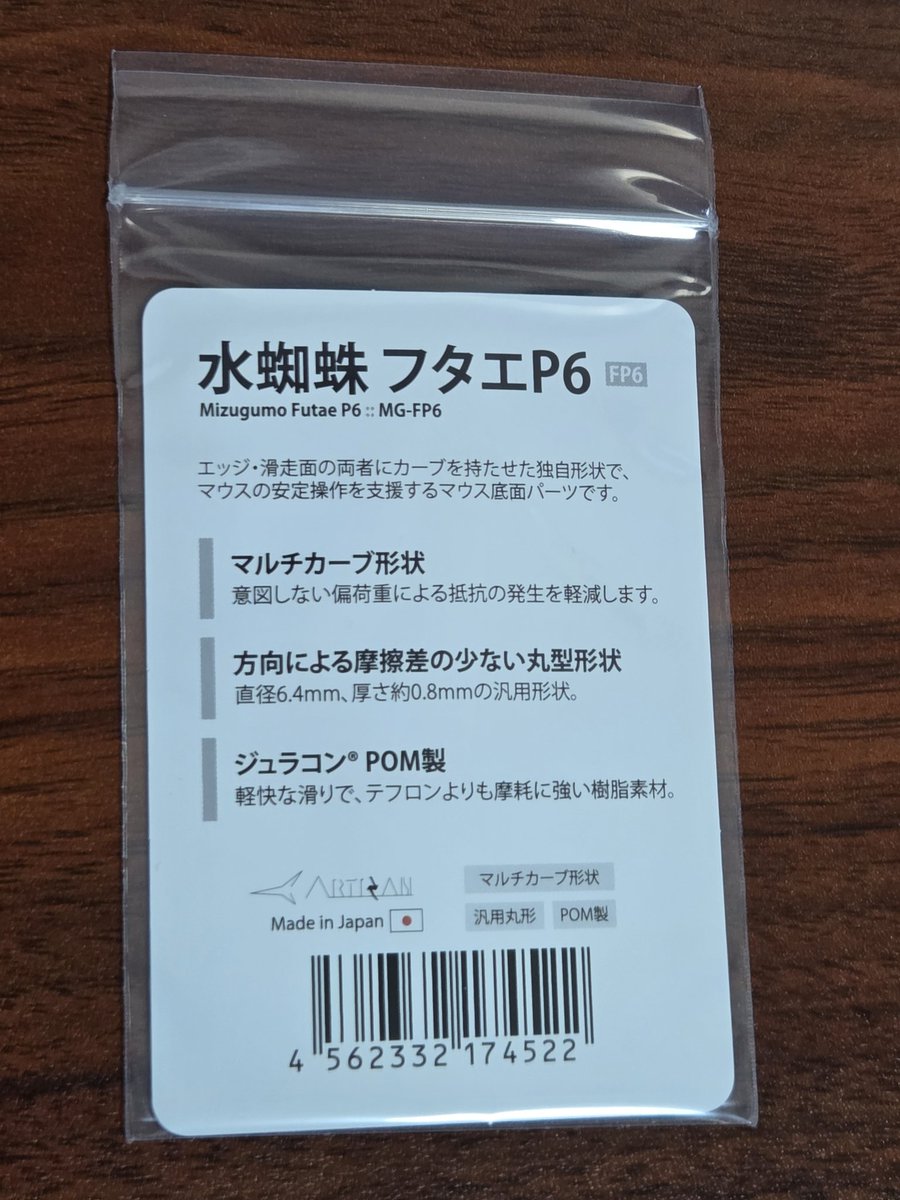 水蜘蛛 フタエP6 FP6
Mizugumo Futae P6 :: MG-FP6
エッジ・滑走面の両者にカーブを持たせた独自形状で、
マウスの安定操作を支援するマウス底面パーツです。
マルチカーブ形状
意図しない偏荷重による抵抗の発生を軽減します。
方向による摩擦差の少ない丸型形状
直径6.4mm、厚さ約0.8mmの汎用形状。
ジュラコン® POM製
軽快な滑りで、テフロンよりも摩耗に強い樹脂素材。
ARTISAN
Made in Japan
マルチカーブ形状
汎用丸形 POM製
4 562332 174522